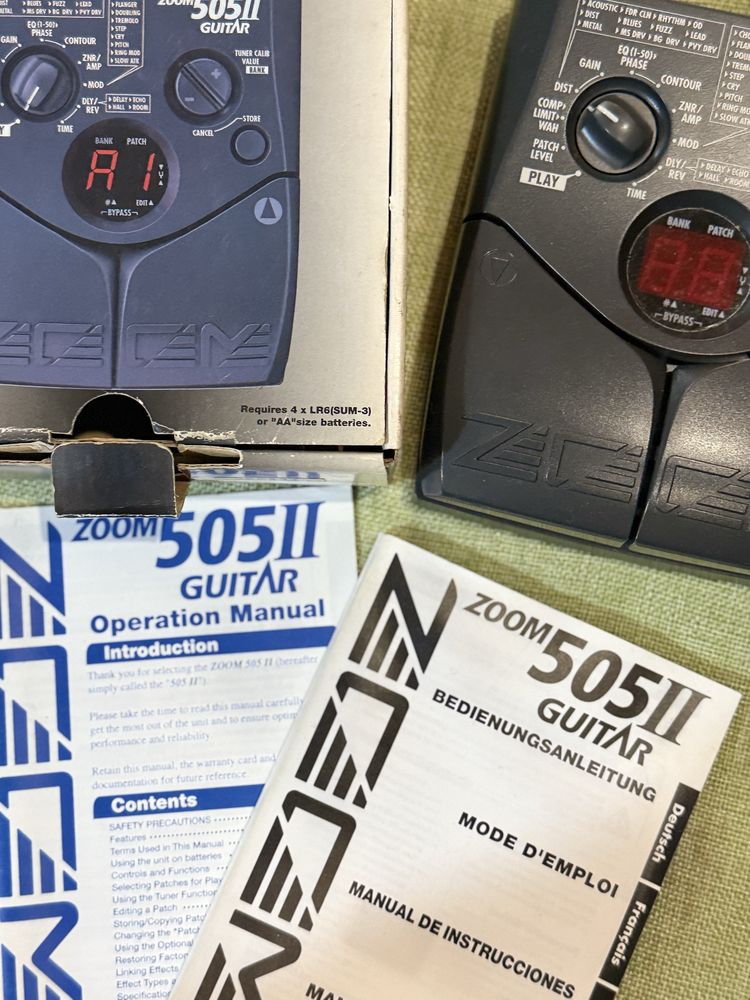 ZOOM 505II
GUITAR
DIST
METAL
BLUES
FUZZ
LEAD
MS DRV
BG DRV
PVY DRV
FLANGER
DOUBLING
TREMOLO
STEP
CRY
PITCH
RING MOD
SLOW ATK
EQ(1-50)
PHASE
GAIN
CONTOUR
ZNR/
AMP
MOD
DLY/
REV
DELAY
ECHO
HALL
ROOM
TIME
TUNER CALIB
VALUE
BANK
STORE
CANCEL
BANK PATCH
A1
#▲ EDIT▲
BYPASS
ZOOM
Requires 4 x LR6(SUM-3)
or "AA"size batteries.
ACOUSTIC
FDR CLN
RHYTHM
OD
DIST
BLUES
FUZZ
LEAD
METAL
MS DRV
BG DRV
PVY DRV
EQ(1-50)
PHASE
GAIN
CONTOUR
DIST
COMP
LIMIT
WAH
ZNR/
AMP
PATCH
LEVEL
MOD
PLAY
DLY/
REV
DELAY
HALL
TIME
BANK PATCH
#▲ EDIT▲
BYPASS
ZOOM
ZOOM 505II
GUITAR
Operation Manual
Introduction
Thank you for selecting the ZOOM 505 II (hereafter
simply called the "505 II").
Please take the time to read this manual carefully
get the most out of the unit and to ensure
performance and reliability.
Retain this manual, the warranty card and
documentation for future reference.
Contents
SAFETY PRECAUTIONS
Features
Terms Used in This Manual
Using the unit on batteries
Controls and Functions
Selecting Patches for Play
Using the Tuner Function
Editing a Patch
Storing/Copying
Changing the
Using the Optional
Restoring
Linking Effects
Effect Types
ZOOM
ZOOM 505II
GUITAR
BEDIENUNGSANLEITUNG
MODE D'EMPLOI
MANUAL DE INSTRUCCIONES
Deutsch
Français